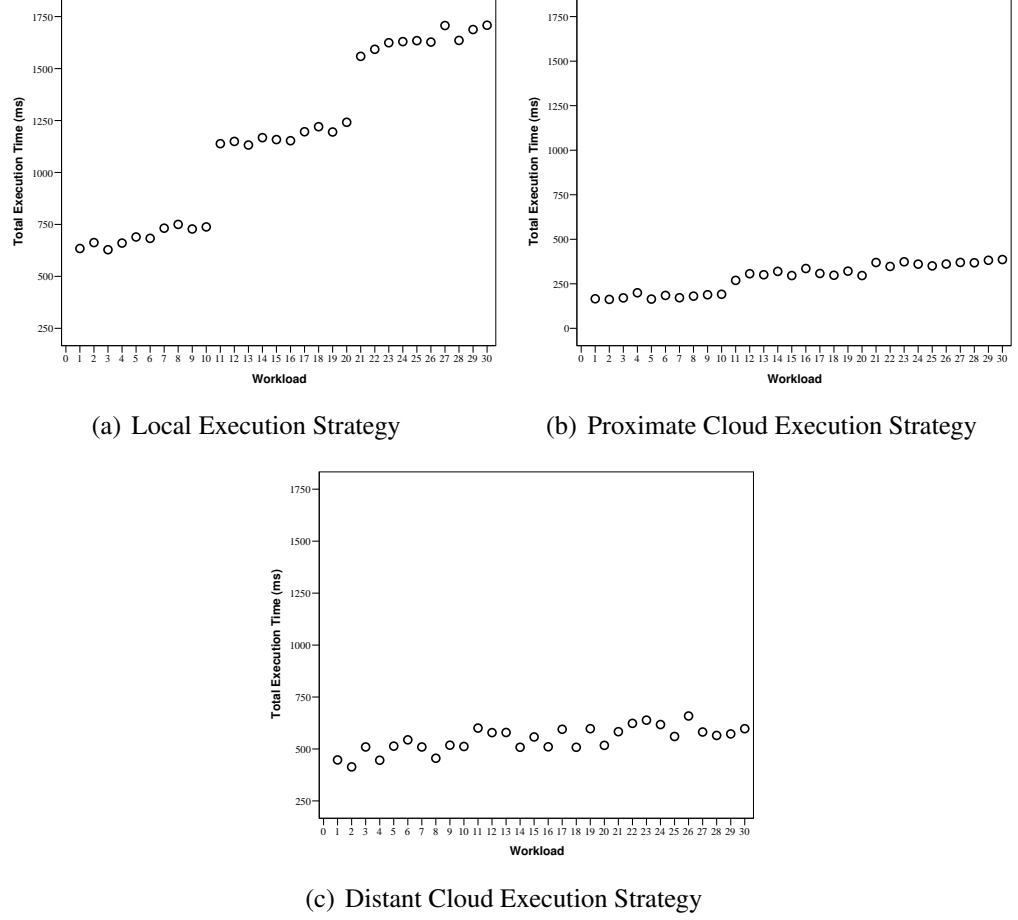 Total Execution Time (ms)
1750
1500
1250
1000
750
500
250
0 1 2 3 4 5 6 7 8 9 10 11 12 13 14 15 16 17 18 19 20 21 22 23 24 25 26 27 28 29 30
Workload
(a) Local Execution Strategy
Total Execution Time (ms)
1750
1500
1250
1000
750
500
250
0
0 1 2 3 4 5 6 7 8 9 10 11 12 13 14 15 16 17 18 19 20 21 22 23 24 25 26 27 28 29 30
Workload
(b) Proximate Cloud Execution Strategy
Total Execution Time (ms)
1750
1500
1250
1000
750
500
250
0 1 2 3 4 5 6 7 8 9 10 11 12 13 14 15 16 17 18 19 20 21 22 23 24 25 26 27 28 29 30
Workload
(c) Distant Cloud Execution Strategy